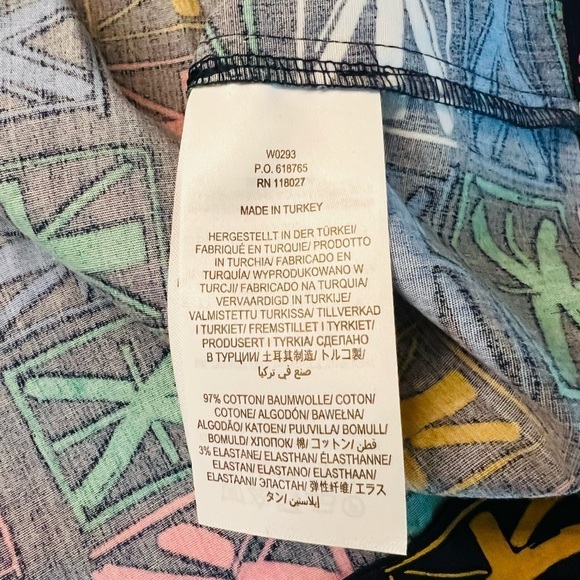 W0293
P.O. 618765
RN 118027
MADE IN TURKEY
HERGESTELLT IN DER TÜRKEI/
FABRIQUÉ EN TURQUIE/ PRODOTTO
IN TURCHIA/ FABRICADO EN
TURQUÍA/ WYPRODUKOWANO W
TURCJI/ FABRICADO NA TURQUIA/
VERVAARDIGD IN TURKIJE/
VALMISTETTU TURKISSA/ TILLVERKAD
I TURKIET/ FREMSTILLET I TYRKIET/
PRODUSERT I TYRKIA/ СДЕЛАНО
В ТУРЦИИ/ 土耳其制造/ トルコ製/
صنع في تركيا
97% COTTON/ BAUMWOLLE/ COTON/
COTONE/ ALGODÓN/ BAWEŁNA/
ALGODÃO/ KATOEN/ PUUVILLA/ BOMULL/
BOMULD/ ХЛОПОК/ 棉/ コットン/ قطن/
3% ELASTANE/ ELASTHAN/ ÉLASTHANNE/
ELASTAN/ ELASTANO/ ELASTHAAN/
ELASTAANI/ ЭЛАСТАН/ 弹性纤维/ エラス
タン/ إيلاستين/